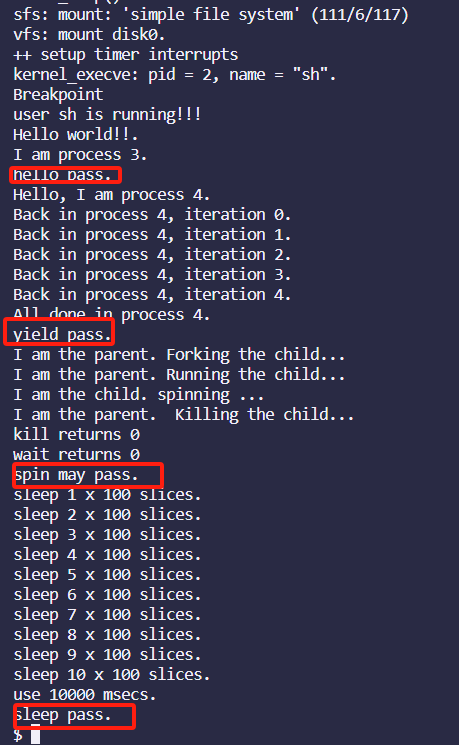 sfs: mount: 'simple file system' (111/6/117)
vfs: mount disk0.
++ setup timer interrupts
kernel_execve: pid = 2, name = "sh".
Breakpoint
user sh is running!!!
Hello world!!.
I am process 3.
hello pass.
Hello, I am process 4.
Back in process 4, iteration 0.
Back in process 4, iteration 1.
Back in process 4, iteration 2.
Back in process 4, iteration 3.
Back in process 4, iteration 4.
All done in process 4.
yield pass.
I am the parent. Forking the child...
I am the parent. Running the child...
I am the child. spinning ...
I am the parent.  Killing the child...
kill returns 0
wait returns 0
spin may pass.
sleep 1 x 100 slices.
sleep 2 x 100 slices.
sleep 3 x 100 slices.
sleep 4 x 100 slices.
sleep 5 x 100 slices.
sleep 6 x 100 slices.
sleep 7 x 100 slices.
sleep 8 x 100 slices.
sleep 9 x 100 slices.
sleep 10 x 100 slices.
use 10000 msecs.
sleep pass.
$